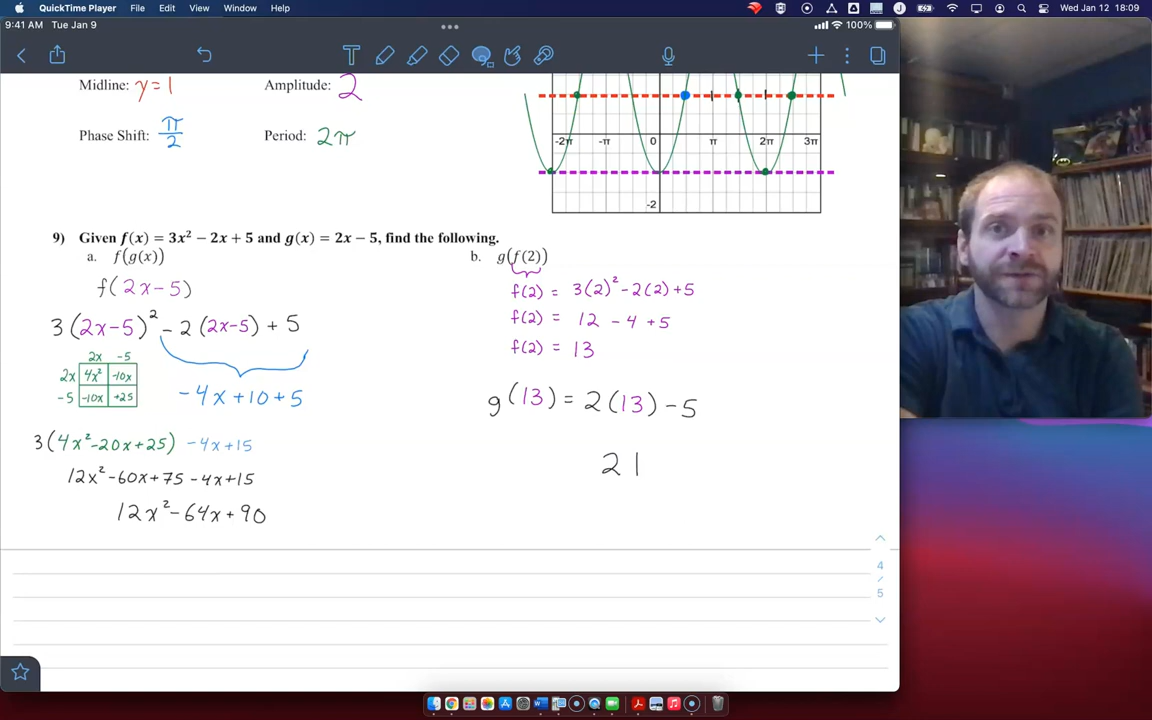 QuickTime Player File Edit View Window Help Wed Jan 12 18:09
9:41 AM Tue Jan 9 100%
Midline: y = 1 Amplitude: 2
Phase Shift: π/2 Period: 2π
-2π -π 0 π 2π 3π
-2
9) Given f(x) = 3x² − 2x + 5 and g(x) = 2x − 5, find the following.
a. f(g(x)) b. g(f(2))
f(2x-5)
3(2x-5)² - 2(2x-5) + 5
2x -5
2x 4x² -10x
-5 -10x +25
-4x + 10 + 5
3(4x²-20x+25) -4x+15
12x² -60x + 75 -4x+15
12x² - 64x + 90
f(2) = 3(2)² - 2(2) + 5
f(2) = 12 - 4 + 5
f(2) = 13
g(13) = 2(13) - 5
21
4
/
5